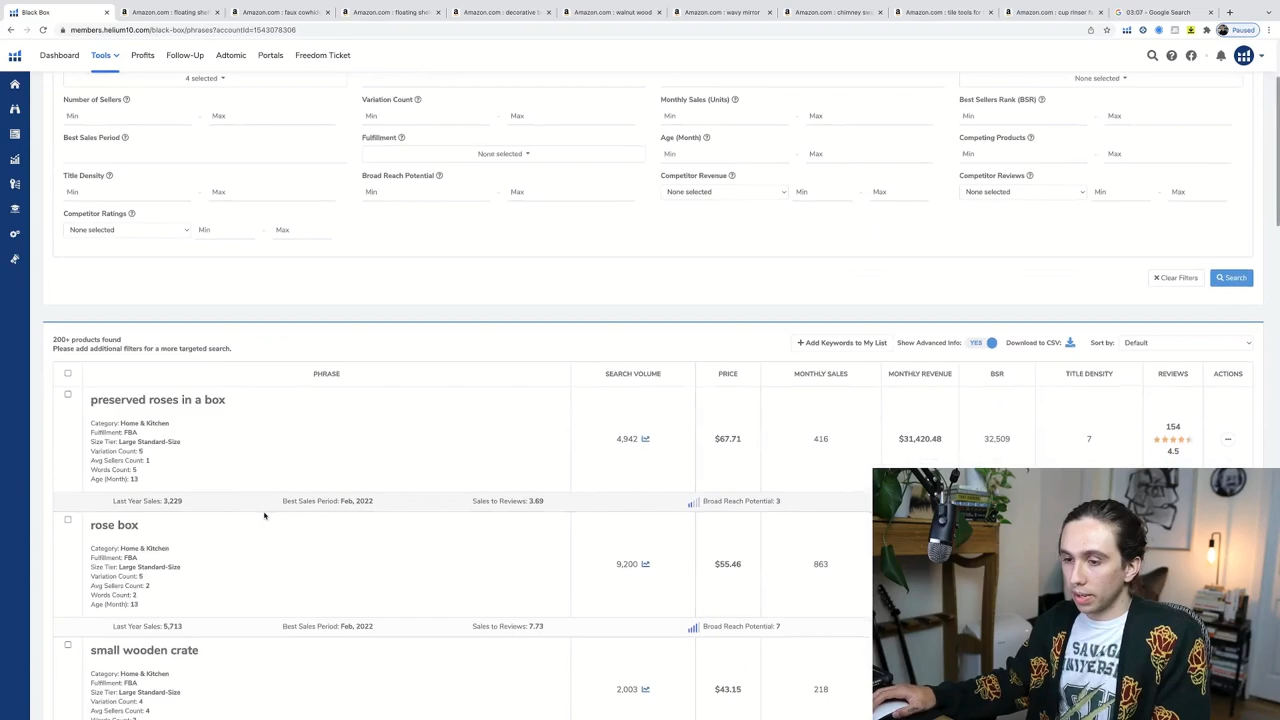 Black Box
Amazon.com : floating shel
Amazon.com : faux cowhid
Amazon.com : floating shel
Amazon.com : decorative b
Amazon.com : walnut wood
Amazon.com : wavy mirror
Amazon.com : chimney swe
Amazon.com : tile tools for
Amazon.com : cup rinser fo
03:07 - Google Search
members.helium10.com/black-box/phrases?accountId=1543078306
Paused
Dashboard
Tools
Profits
Follow-Up
Adtomic
Portals
Freedom Ticket
4 selected
None selected
Number of Sellers
Variation Count
Monthly Sales (Units)
Best Sellers Rank (BSR)
Min - Max
Min - Max
Min - Max
Min - Max
Best Sales Period
Fulfillment
Age (Month)
Competing Products
None selected
Min - Max
Min - Max
Title Density
Broad Reach Potential
Competitor Revenue
Competitor Reviews
Min - Max
Min - Max
None selected Min - Max
None selected Min - Max
Competitor Ratings
None selected Min - Max
Clear Filters
Search
200+ products found
Please add additional filters for a more targeted search.
+ Add Keywords to My List
Show Advanced Info: YES
Download to CSV:
Sort by: Default
PHRASE
SEARCH VOLUME
PRICE
MONTHLY SALES
MONTHLY REVENUE
BSR
TITLE DENSITY
REVIEWS
ACTIONS
preserved roses in a box
Category: Home & Kitchen
Fulfillment: FBA
Size Tier: Large Standard-Size
Variation Count: 5
Avg Sellers Count: 1
Words Count: 5
Age (Month): 13
4,942
$67.71
416
$31,420.48
32,509
7
154
4.5
Last Year Sales: 3,229
Best Sales Period: Feb, 2022
Sales to Reviews: 3.69
Broad Reach Potential: 3
rose box
Category: Home & Kitchen
Fulfillment: FBA
Size Tier: Large Standard-Size
Variation Count: 5
Avg Sellers Count: 2
Words Count: 2
Age (Month): 13
9,200
$55.46
863
Last Year Sales: 5,713
Best Sales Period: Feb, 2022
Sales to Reviews: 7.73
Broad Reach Potential: 7
small wooden crate
Category: Home & Kitchen
Fulfillment: FBA
Size Tier: Large Standard-Size
Variation Count: 4
Avg Sellers Count: 4
2,003
$43.15
218